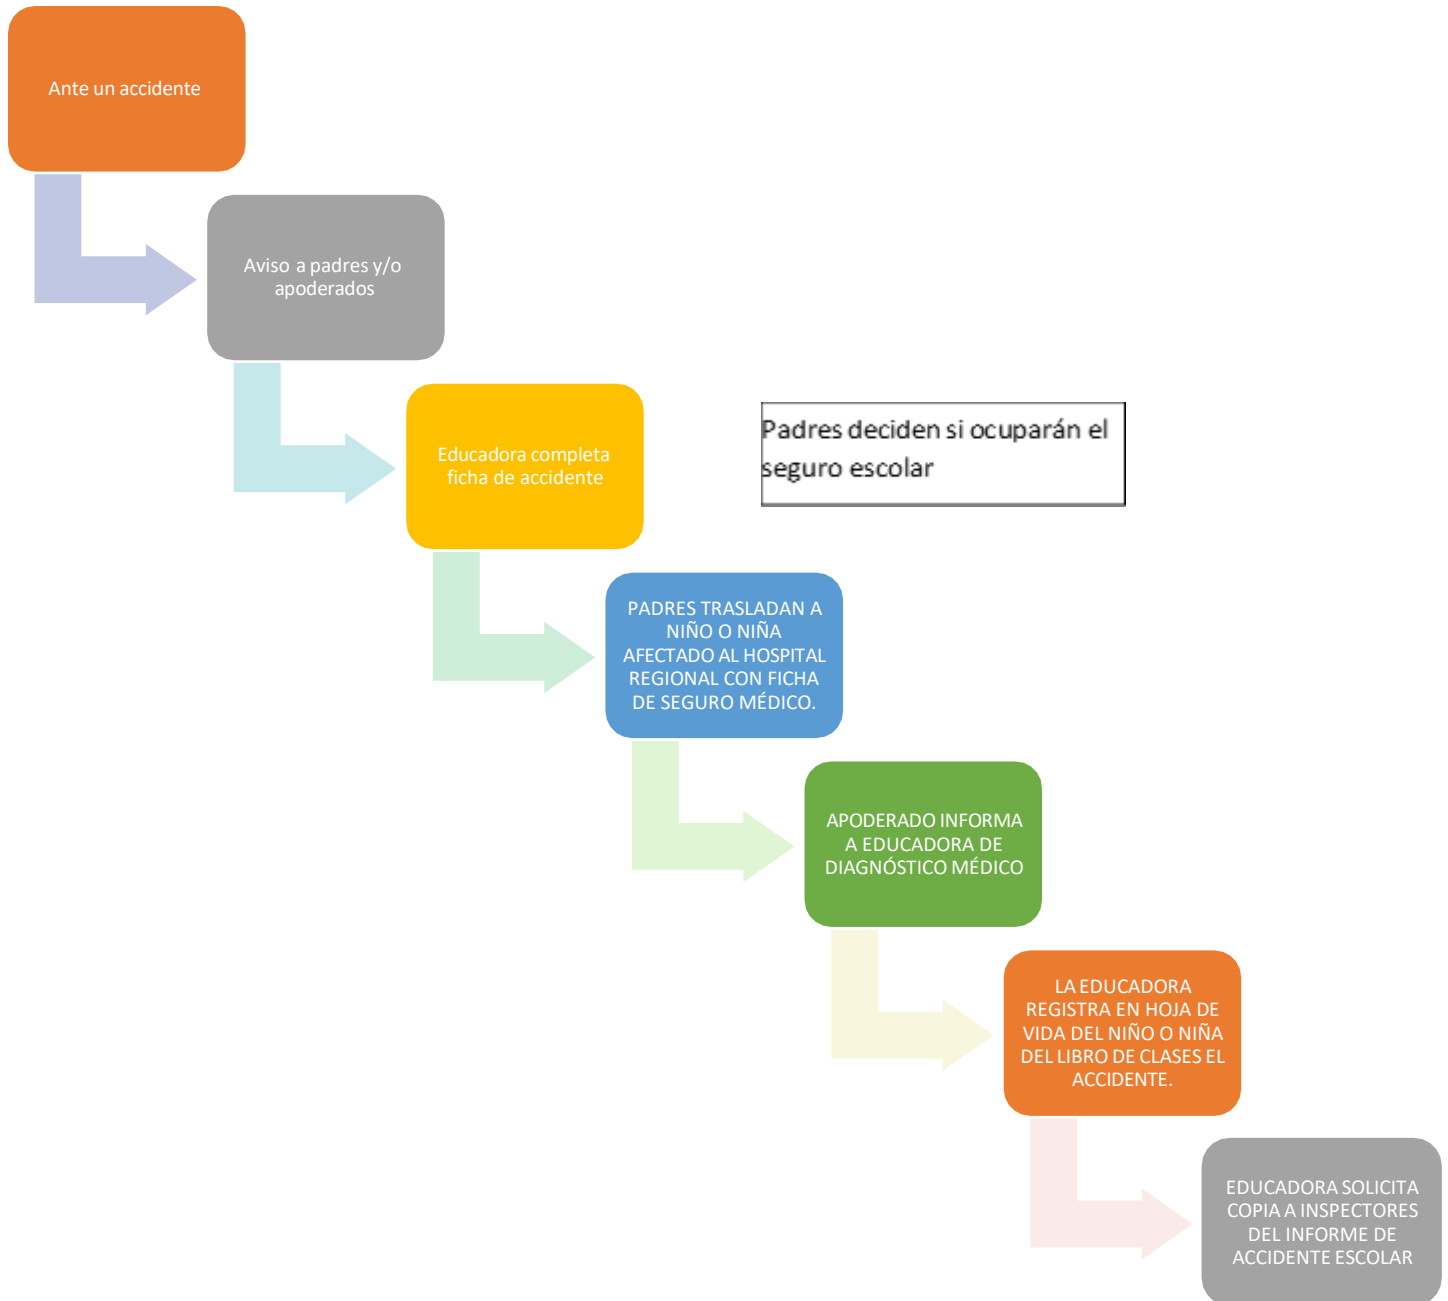 Ante un accidente
Aviso a padres y/o
apoderados
Educadora completa
ficha de accidente
Padres deciden si ocuparán el
seguro escolar
PADRES TRASLADAN A
NIÑO O NIÑA
AFECTADO AL HOSPITAL
REGIONAL CON FICHA
DE SEGURO MÉDICO.
APODERADO INFORMA
A EDUCADORA DE
DIAGNÓSTICO MÉDICO
LA EDUCADORA
REGISTRA EN HOJA DE
VIDA DEL NIÑO O NIÑA
DEL LIBRO DE CLASES EL
ACCIDENTE.
EDUCADORA SOLICITA
COPIA A INSPECTORES
DEL INFORME DE
ACCIDENTE ESCOLAR